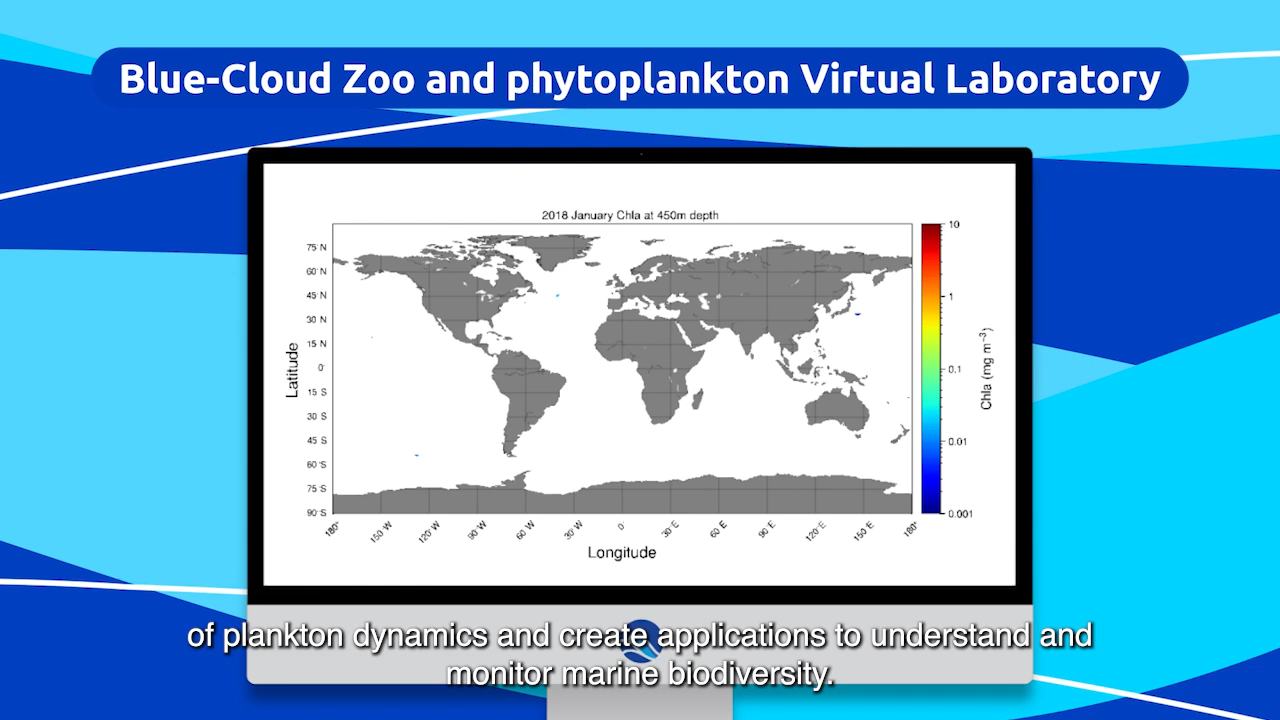 Blue-Cloud Zoo and phytoplankton Virtual Laboratory
2018 January Chla at 450m depth
75°N
60°N
45 N
30 N
15 N
0°
15 S
30 S
45 S
60°S
75°S
90°S
Latitude
180°
150 W
120°W
90 W
60 W
30°W
0°
30 E
60 E
90 E
120°E
150 E
180°
Longitude
10
1
0.1
0.01
0.001
Chla (mg m⁻³)
of plankton dynamics and create applications to understand and
monitor marine biodiversity.